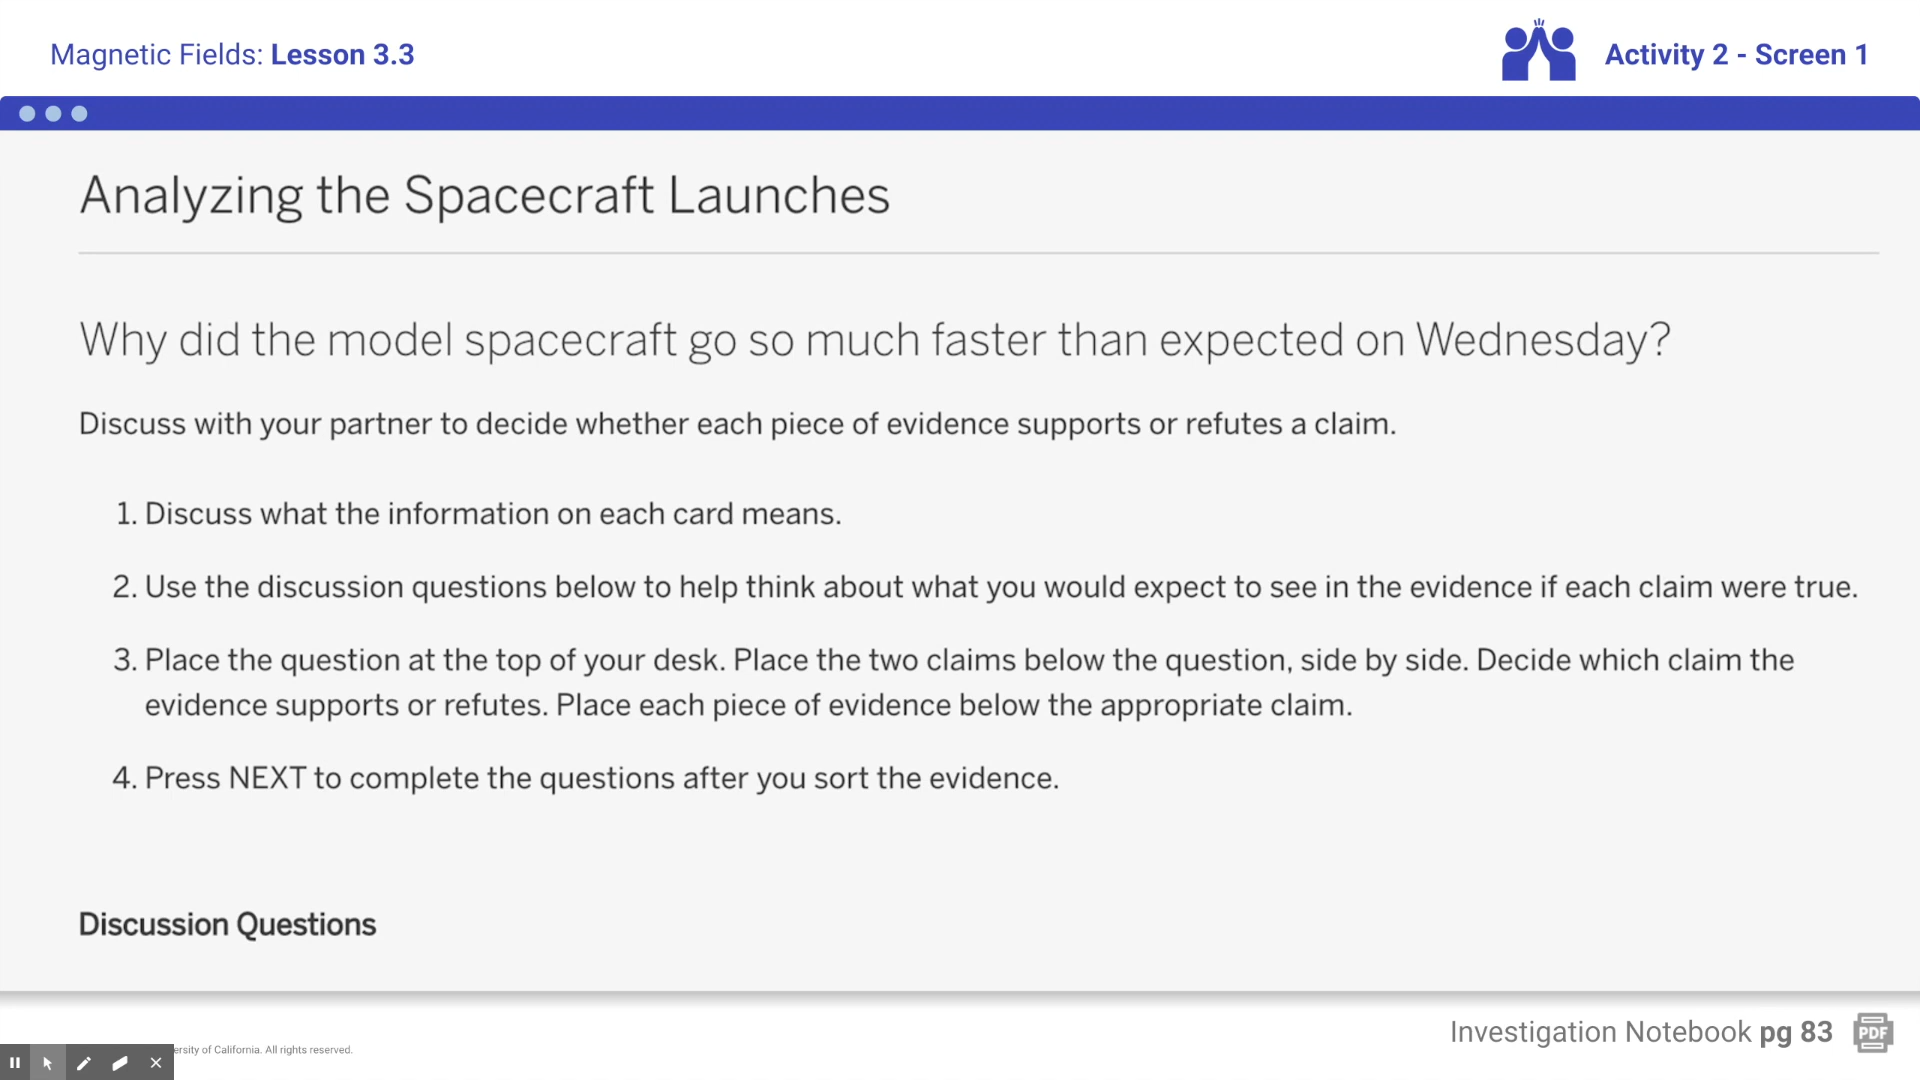 Magnetic Fields: Lesson 3.3
Activity 2 - Screen 1
Analyzing the Spacecraft Launches
Why did the model spacecraft go so much faster than expected on Wednesday?
Discuss with your partner to decide whether each piece of evidence supports or refutes a claim.
1. Discuss what the information on each card means.
2. Use the discussion questions below to help think about what you would expect to see in the evidence if each claim were true.
3. Place the question at the top of your desk. Place the two claims below the question, side by side. Decide which claim the
evidence supports or refutes. Place each piece of evidence below the appropriate claim.
4. Press NEXT to complete the questions after you sort the evidence.
Discussion Questions
Investigation Notebook pg 83
PDF
of California. All rights reserved.